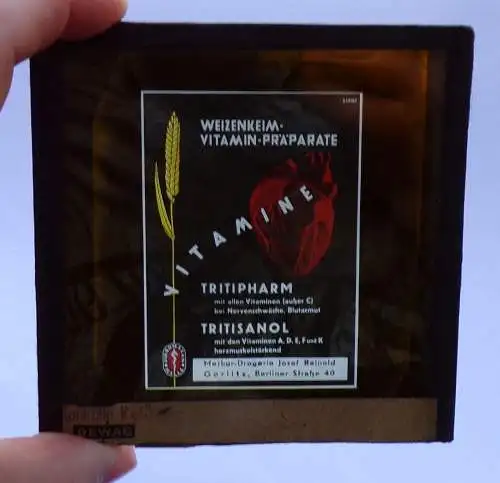 WEIZENKEIM-
VITAMIN-PRÄPARATE
VITAMINE
TRITIPHARM
mit allen Vitaminen (außer C)
bei Nervenschwäche, Blutarmut
TRITISANOL
mit den Vitaminen A, D, E, F und K
herzmuskelstärkend
Merkur-Drogerie Josef Reinold
Görlitz, Berliner Straße 40
DEWAG